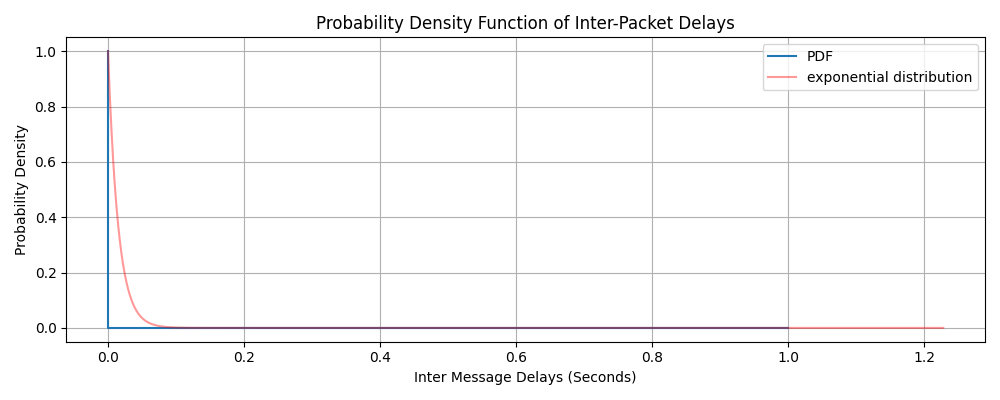 Probability Density Function of Inter-Packet Delays
PDF
exponential distribution
Probability Density
1.0
0.8
0.6
0.4
0.2
0.0
0.0 0.2 0.4 0.6 0.8 1.0 1.2
Inter Message Delays (Seconds)